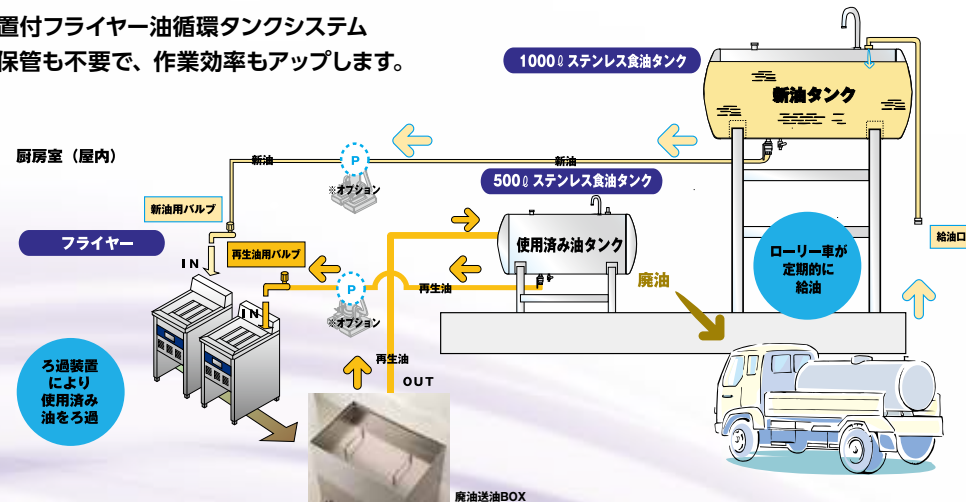 置付フライヤー油循環タンクシステム
保管も不要で、作業効率もアップします。
1000ℓ ステンレス食油タンク
新油タンク
厨房室（屋内）
新油
P
新油
※オプション
500ℓ ステンレス食油タンク
新油用バルブ
給油口
フライヤー
使用済み油タンク
ローリー車が
定期的に
給油
再生油用バルブ
IN
廃油
P
再生油
IN
※オプション
再生油
ろ過装置
により
使用済み
油をろ過
OUT
廃油送油BOX